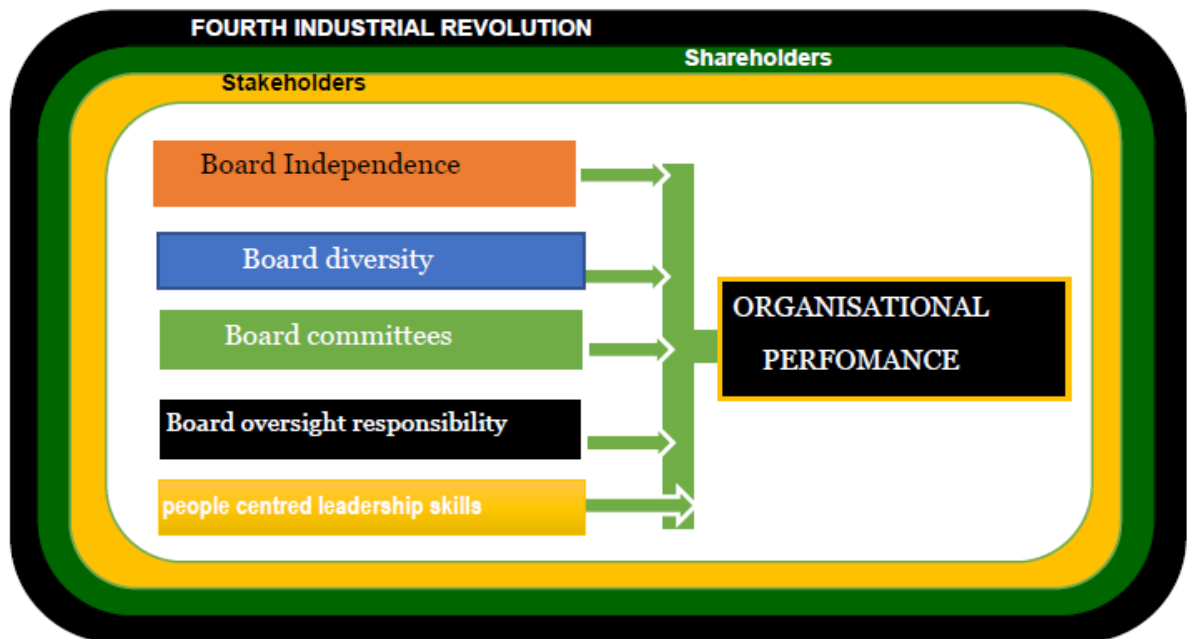 FOURTH INDUSTRIAL REVOLUTION
Shareholders
Stakeholders
Board Independence
Board diversity
Board committees
Board oversight responsibility
people centred leadership skills
ORGANISATIONAL
PERFOMANCE